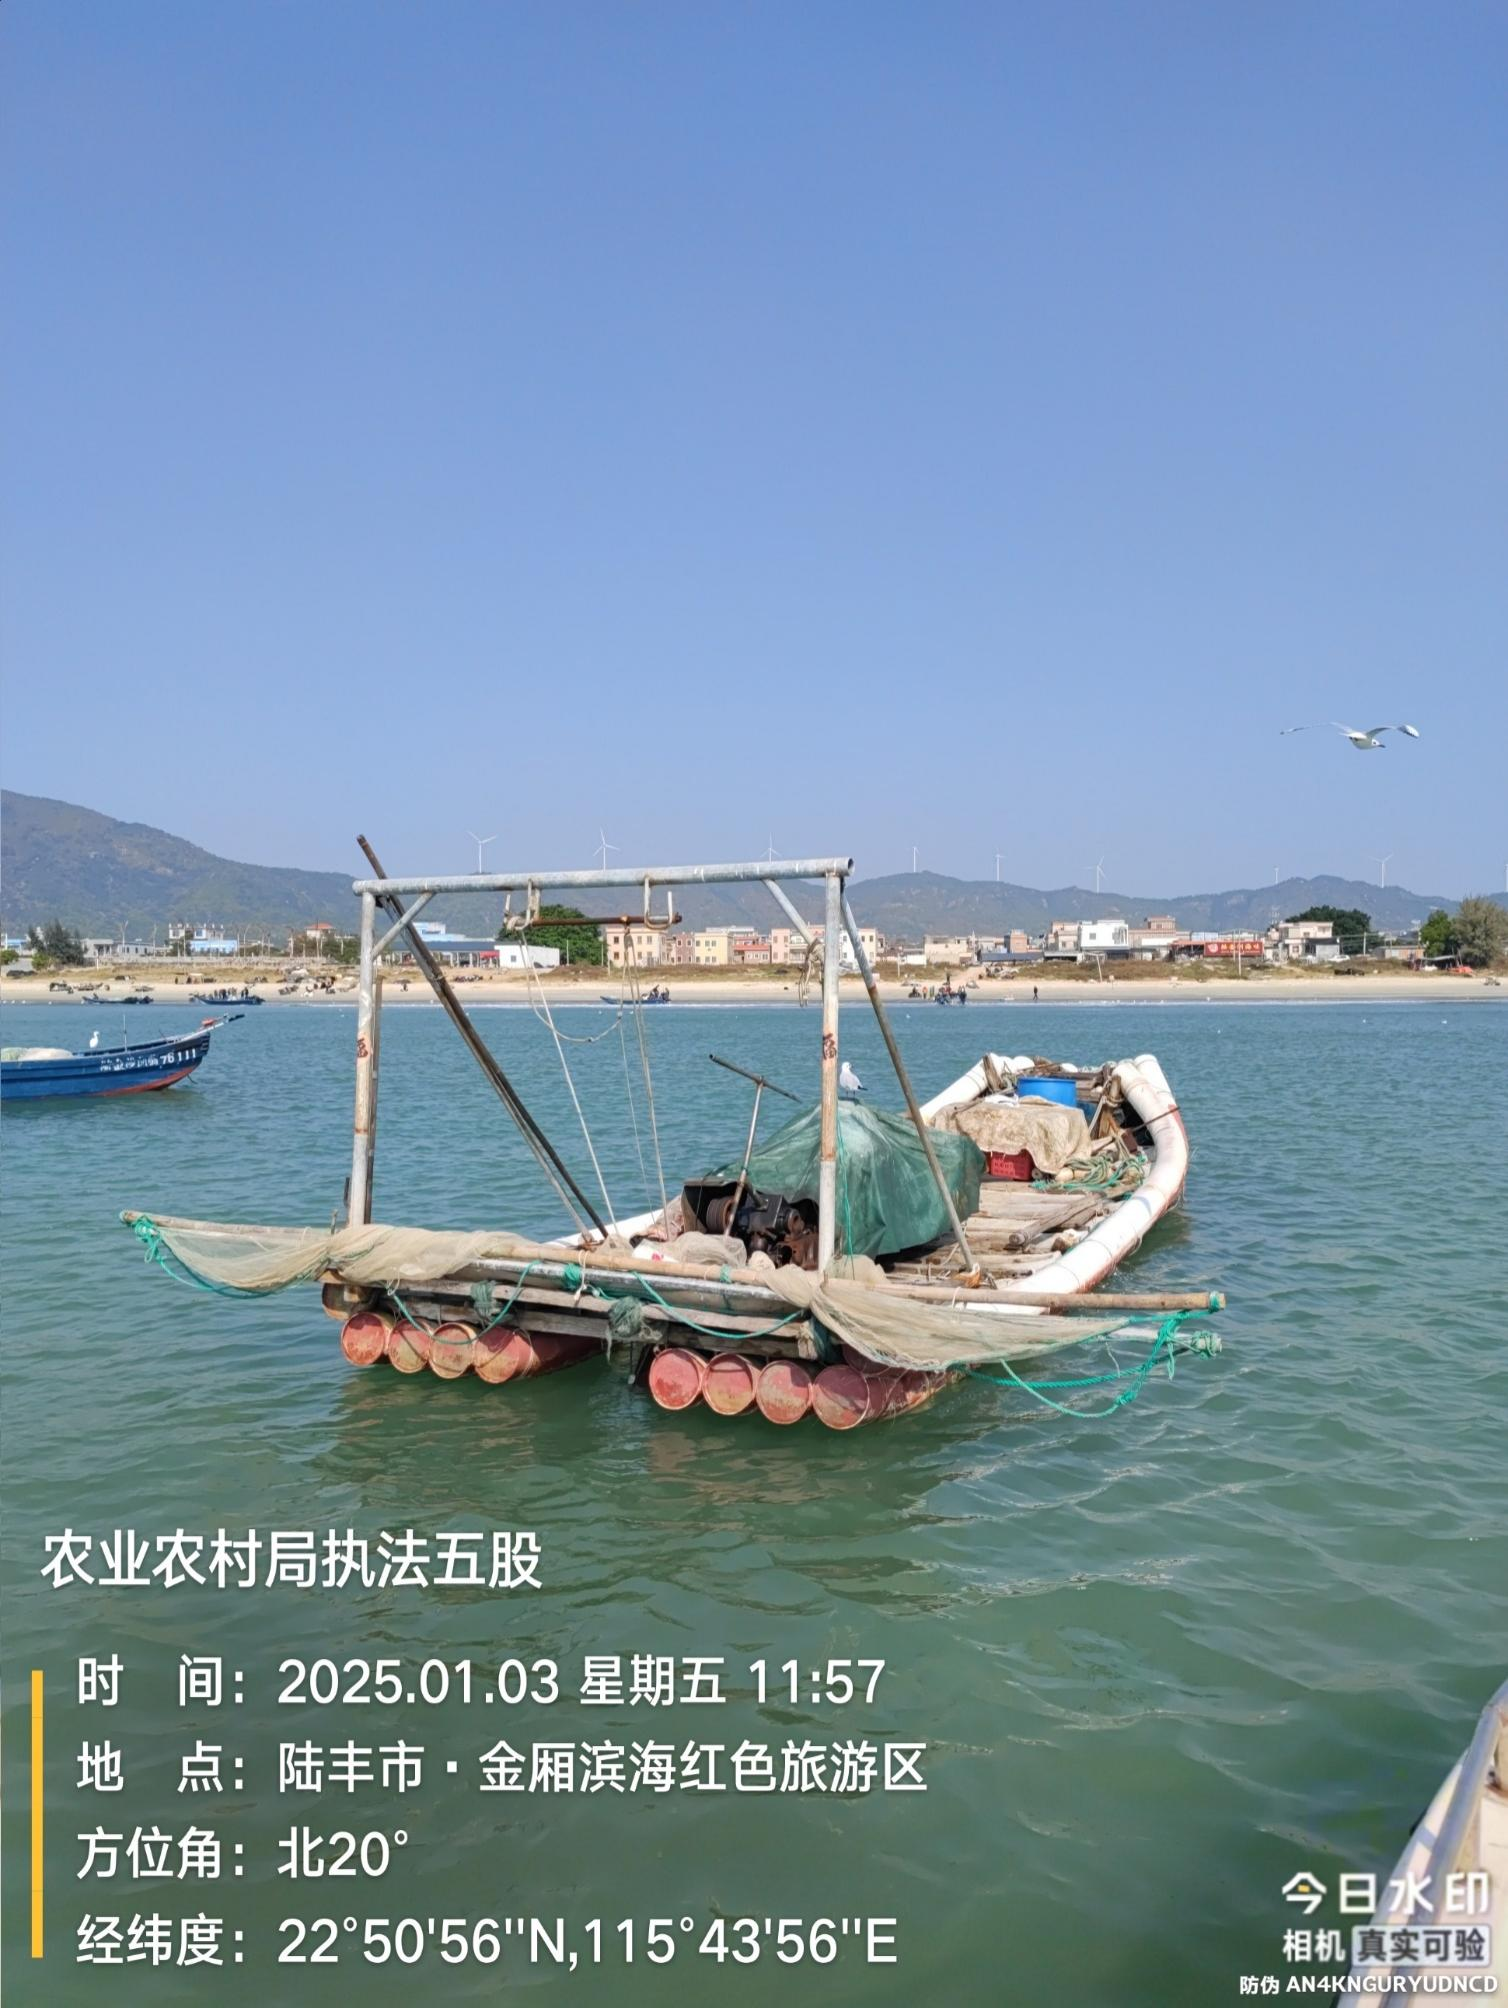 福
福
76111
农业农村局执法五股
时 间：2025.01.03 星期五 11:57
地 点：陆丰市·金厢滨海红色旅游区
方位角：北20°
经纬度：22°50'56"N,115°43'56"E
今日水印
相机 真实可验
防伪 AN4KNGURYUDNCD